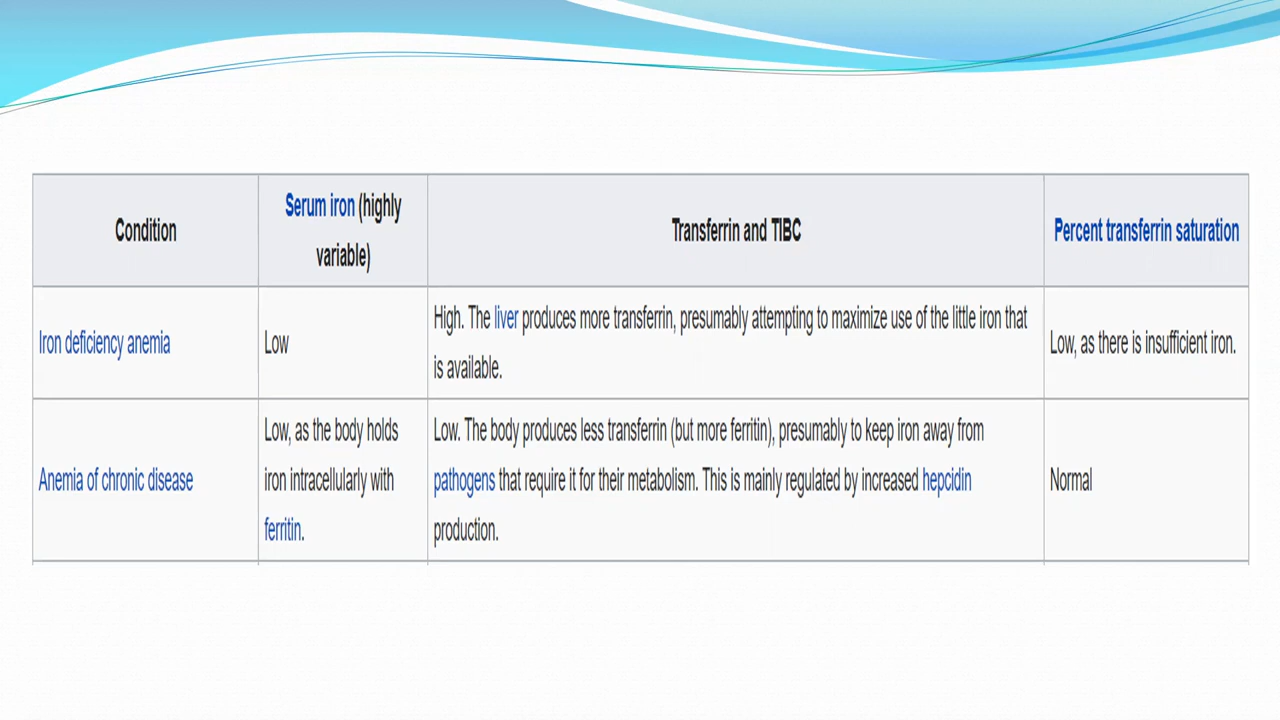 Condition
Serum iron (highly
variable)
Transferrin and TIBC
Percent transferrin saturation
Iron deficiency anemia
Low
High. The liver produces more transferrin, presumably attempting to maximize use of the little iron that
is available.
Low, as there is insufficient iron.
Anemia of chronic disease
Low, as the body holds
iron intracellularly with
ferritin.
Low. The body produces less transferrin (but more ferritin), presumably to keep iron away from
pathogens that require it for their metabolism. This is mainly regulated by increased hepcidin
production.
Normal